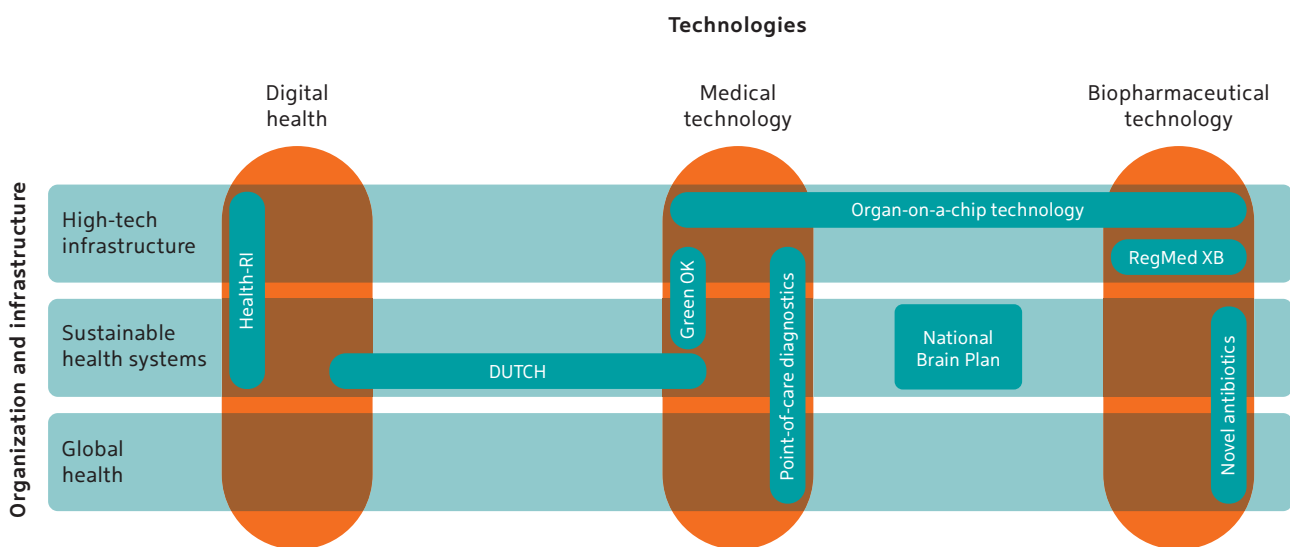 Technologies
Digital
health
Medical
technology
Biopharmaceutical
technology
Organization and infrastructure
High-tech
infrastructure
Health-RI
Organ-on-a-chip technology
Green OK
Point-of-care diagnostics
RegMed XB
Sustainable
health systems
DUTCH
National
Brain Plan
Novel antibiotics
Global
health